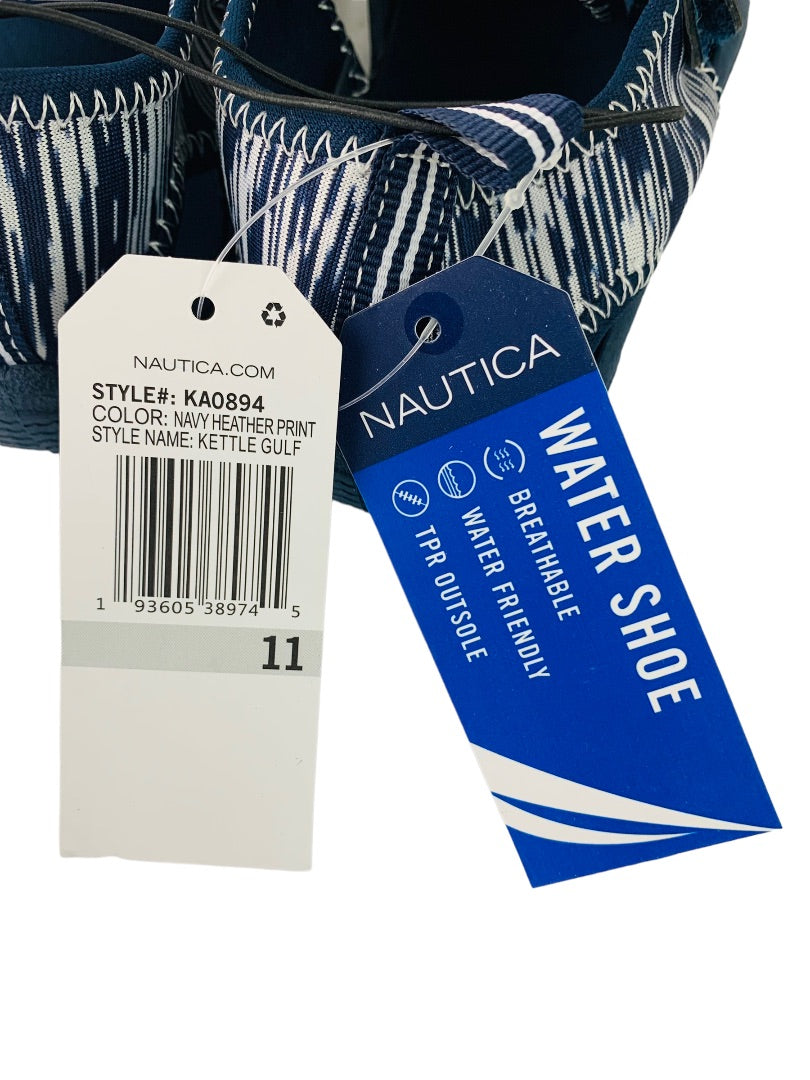 NAUTICA.COM
STYLE#: KA0894
COLOR: NAVY HEATHER PRINT
STYLE NAME: KETTLE GULF
1 93605 38974 5
11
NAUTICA
WATER SHOE
BREATHABLE
WATER FRIENDLY
TPR OUTSOLE